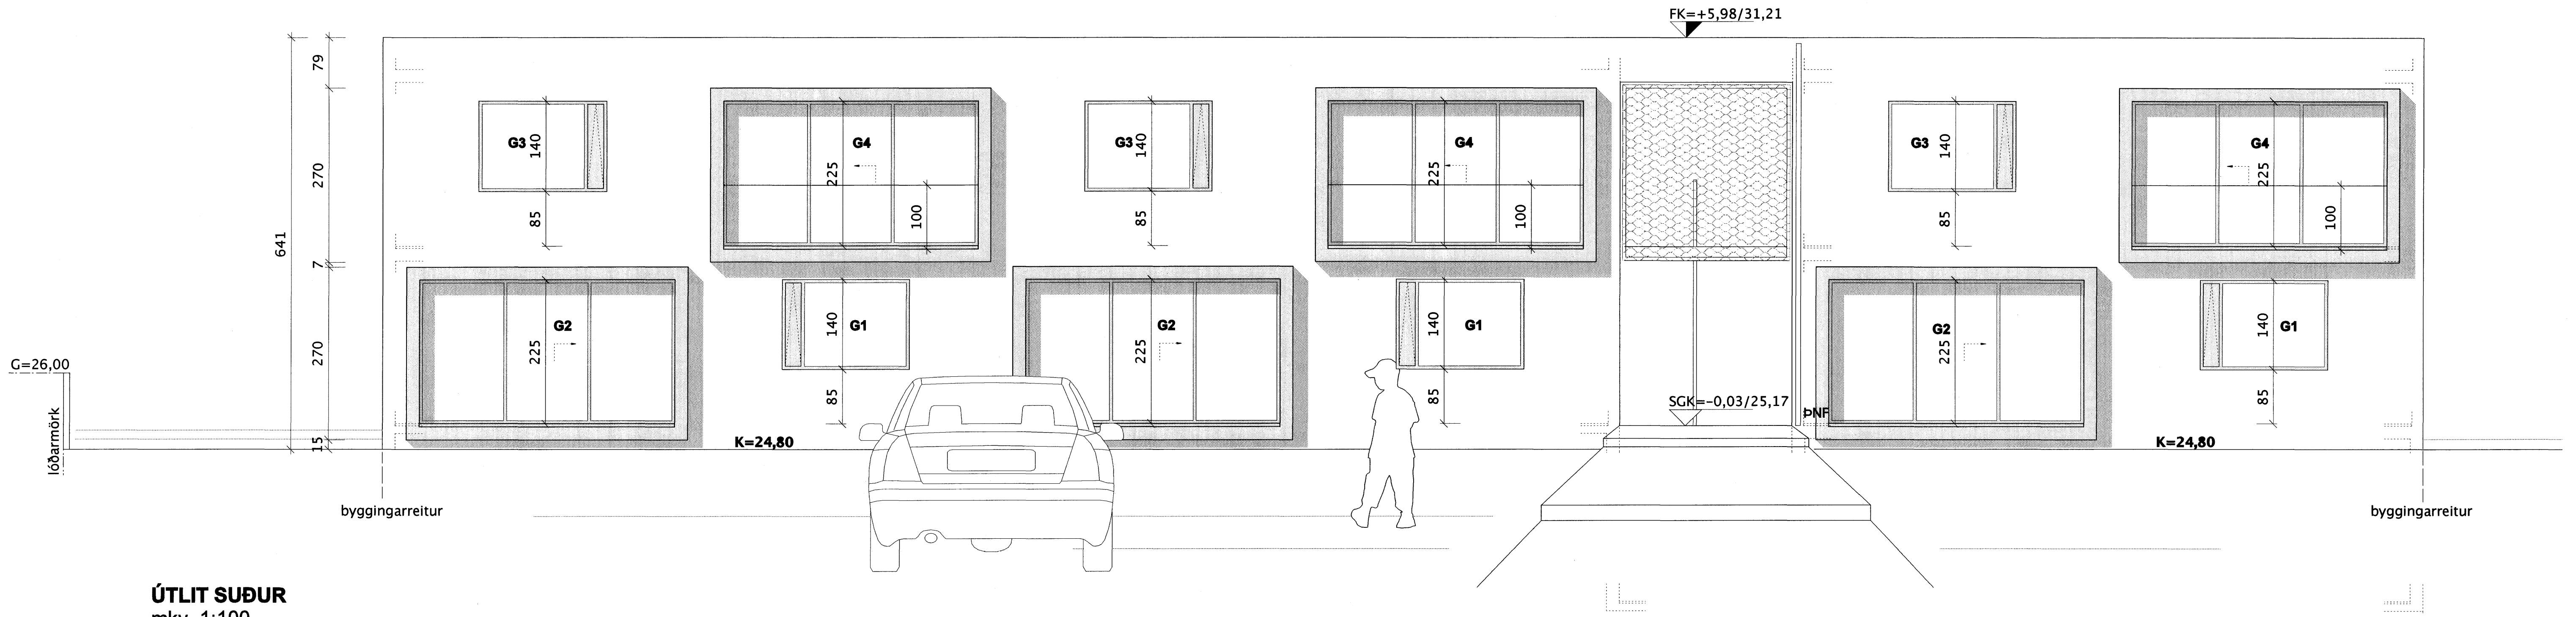 FK=+5,98/31,21
79
G3 140
G4
225
G3 140
G4
225
G3 140
G4
225
270
85
100
85
100
85
100
641
7
G2
225
140 G1
G2
225
140 G1
G2
225
140 G1
270
G=26,00
85
85
85
SGK=-0,03/25,17
ÞNF
lóðarmörk
15
K=24,80
K=24,80
byggingarreitur
byggingarreitur
ÚTLIT SUÐUR
mkv. 1:100